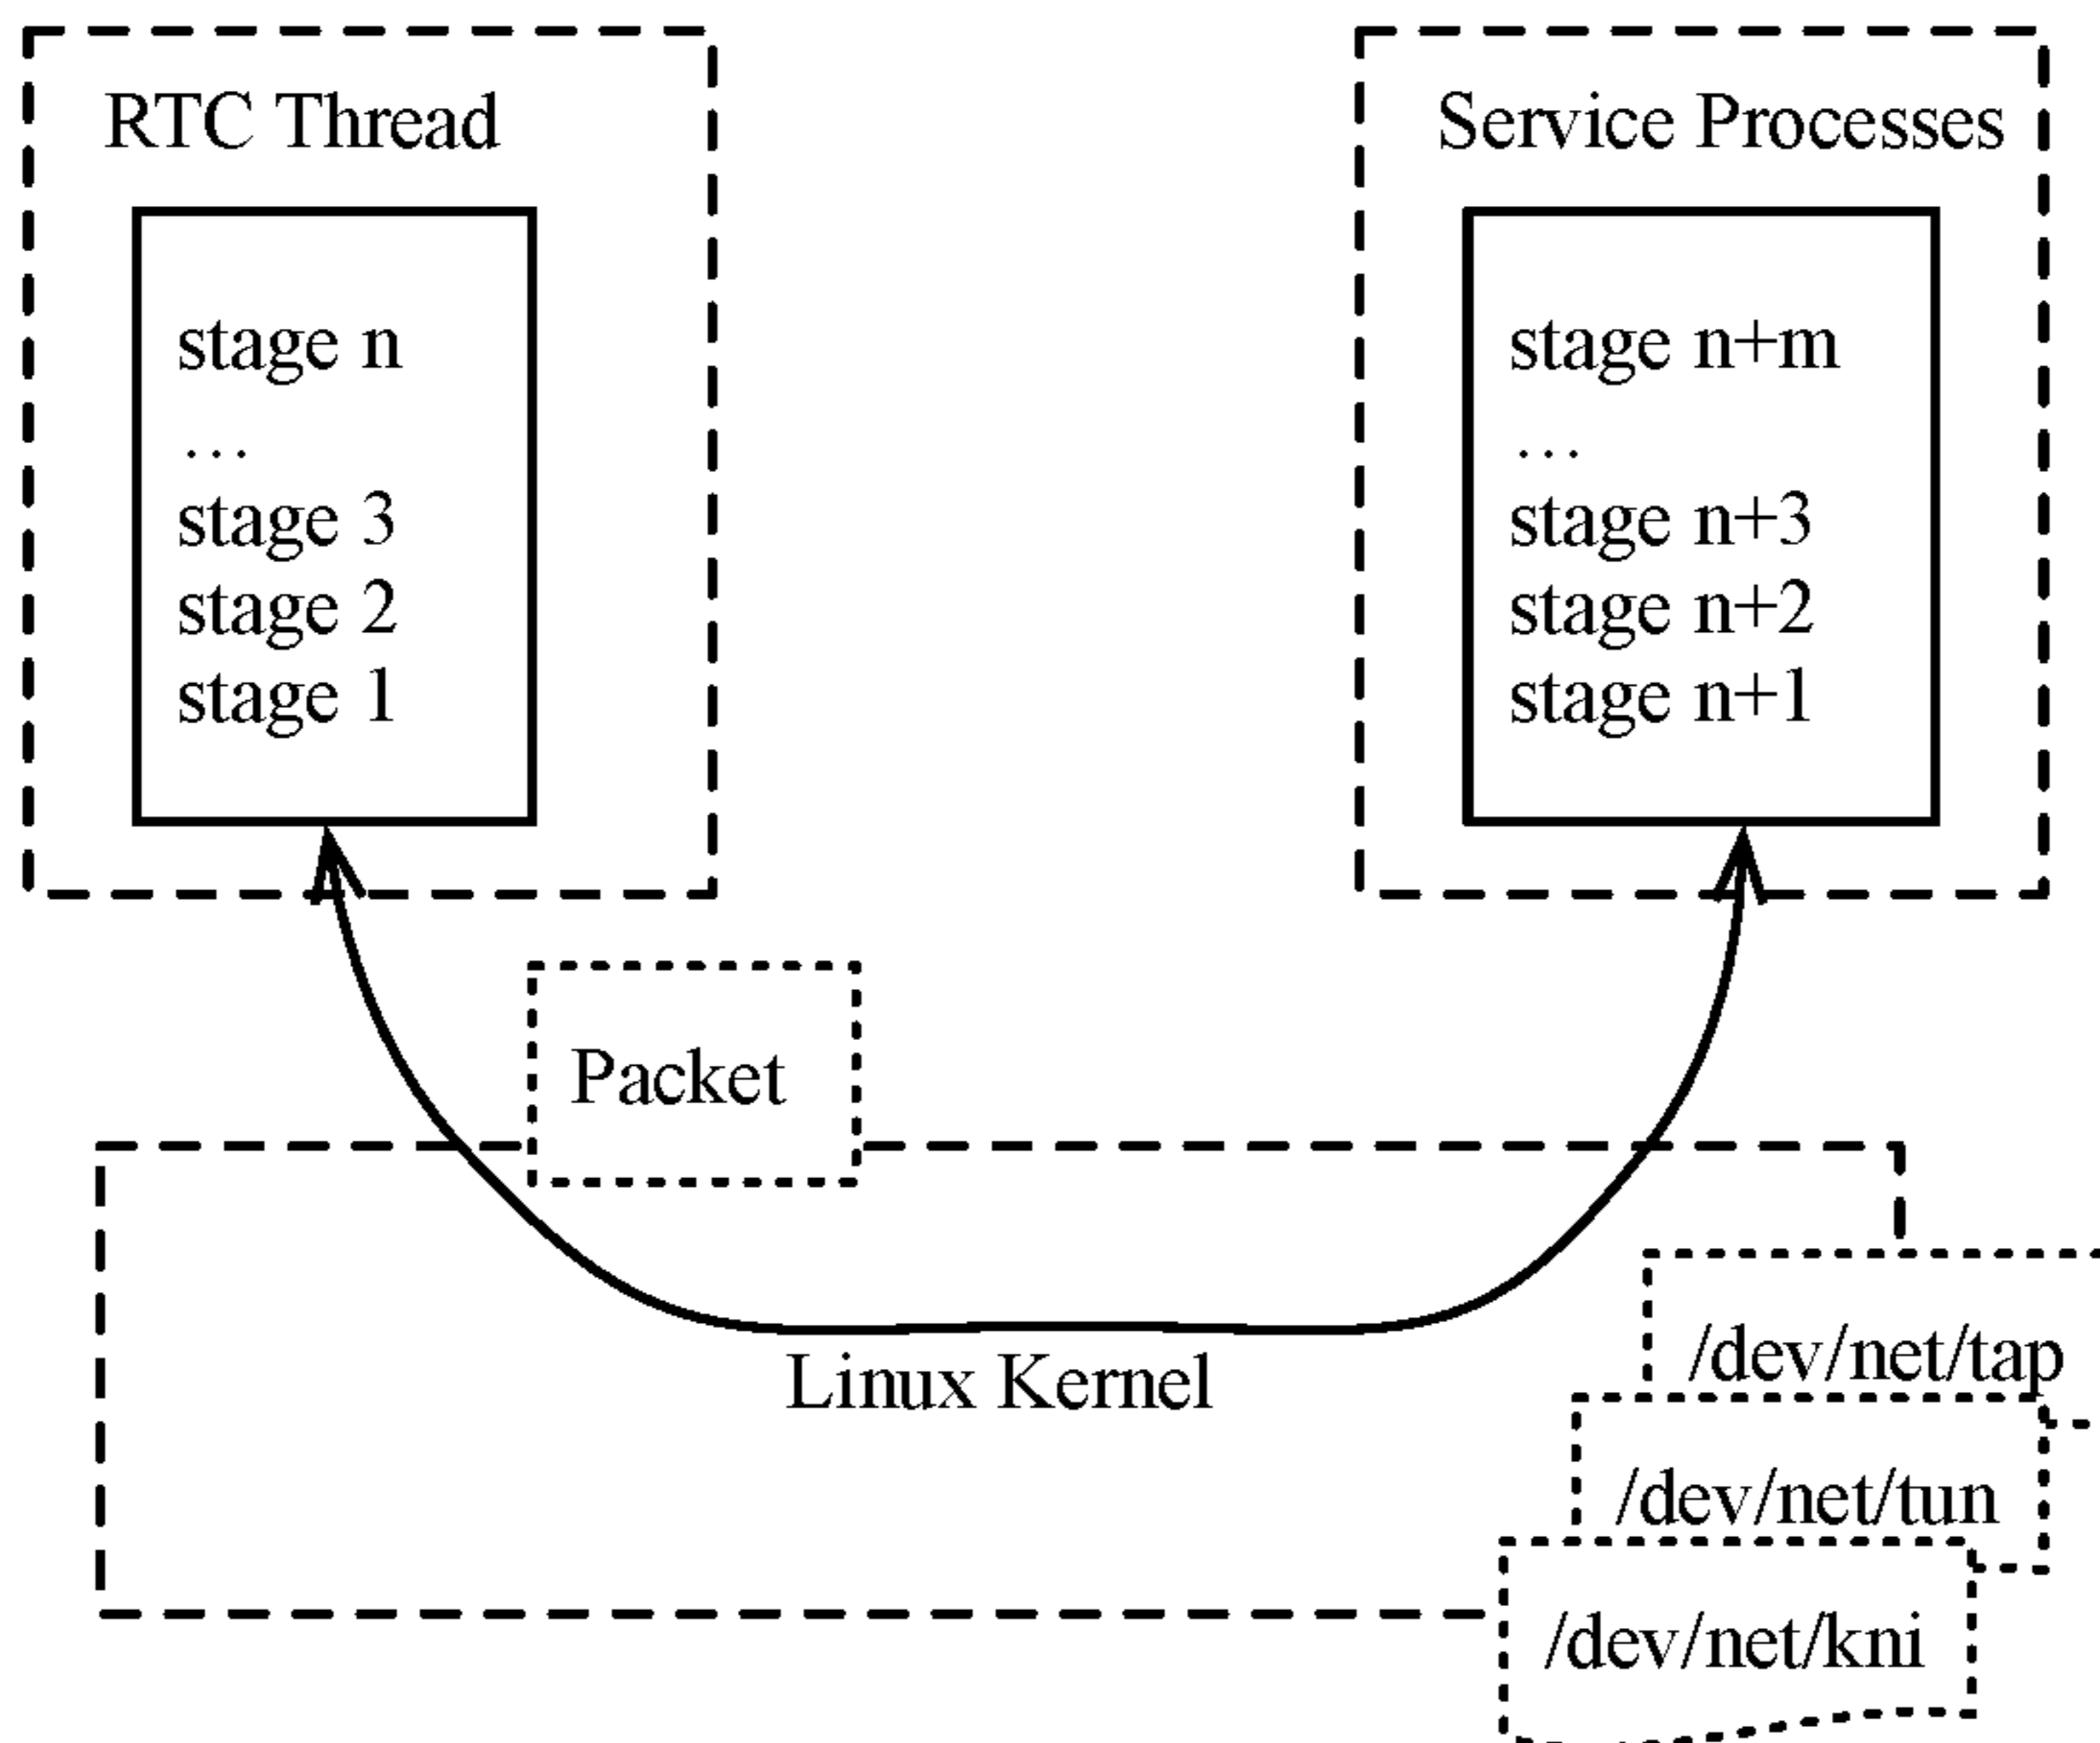 RTC Thread
stage n
...
stage 3
stage 2
stage 1
Service Processes
stage n+m
...
stage n+3
stage n+2
stage n+1
Packet
Linux Kernel
/dev/net/tap
/dev/net/tun
/dev/net/kni